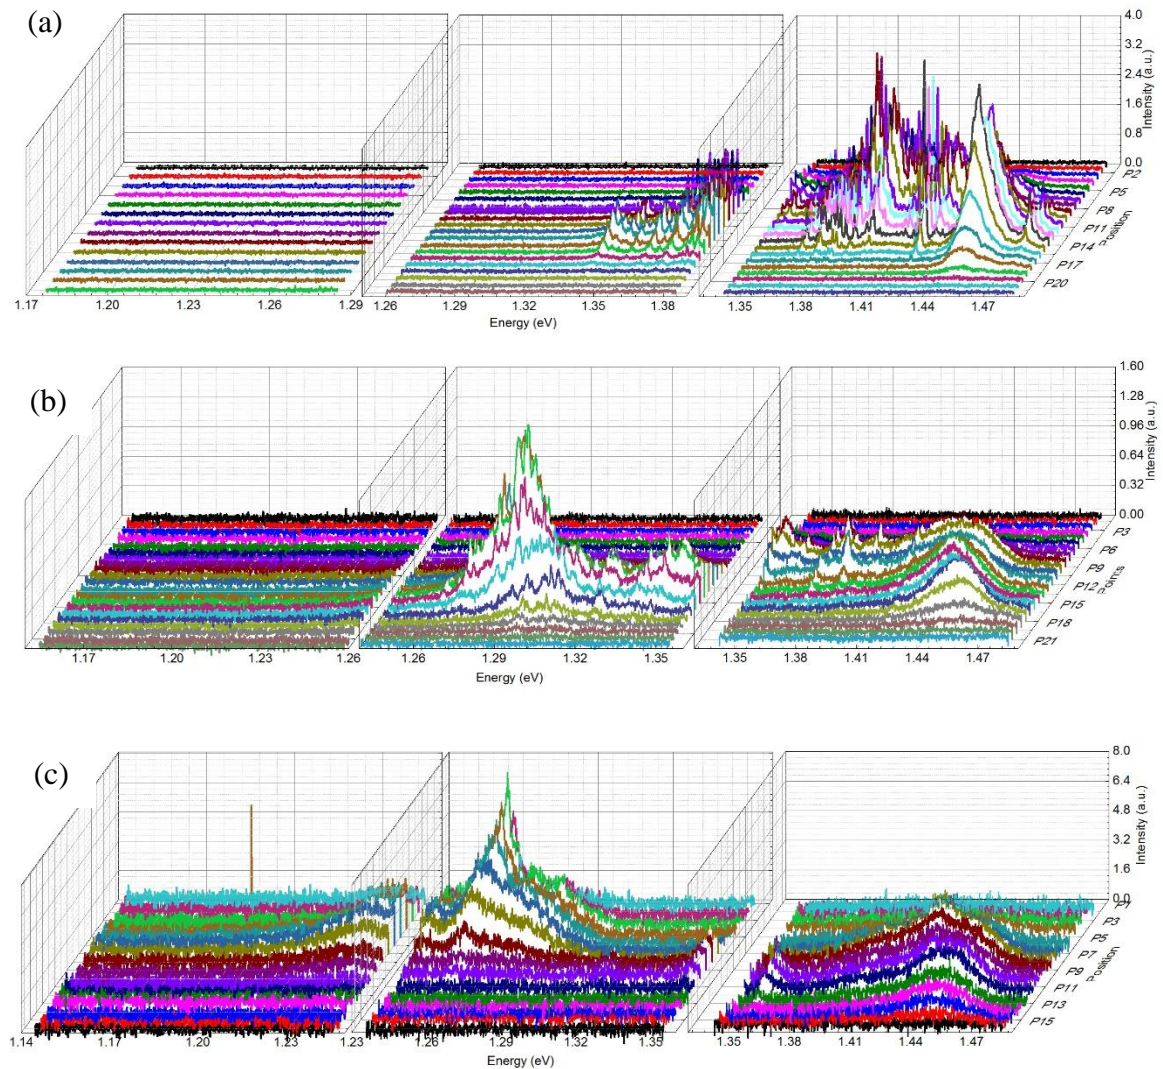 (a)
4.0
3.2
2.4
1.6
0.8
0.0
Intensity (a.u.)
P2
P5
P8
P11
P14
P17
P20
Position
1.17 1.20 1.23 1.26 1.29 1.26 1.29 1.32 1.35 1.38 1.35 1.38 1.41 1.44 1.47
Energy (eV)
(b)
1.60
1.28
0.96
0.64
0.32
0.00
Intensity (a.u.)
P3
P6
P9
P12
P15
P18
P21
1.17 1.20 1.23 1.26 1.29 1.32 1.35 1.35 1.38 1.41 1.44 1.47
Energy (eV)
(c)
8.0
6.4
4.8
3.2
1.6
0.0
Intensity (a.u.)
P3
P5
P7
P9
P11
P13
P15
Position
1.14 1.17 1.20 1.23 1.26 1.29 1.32 1.35 1.35 1.38 1.41 1.44 1.47
Energy (eV)